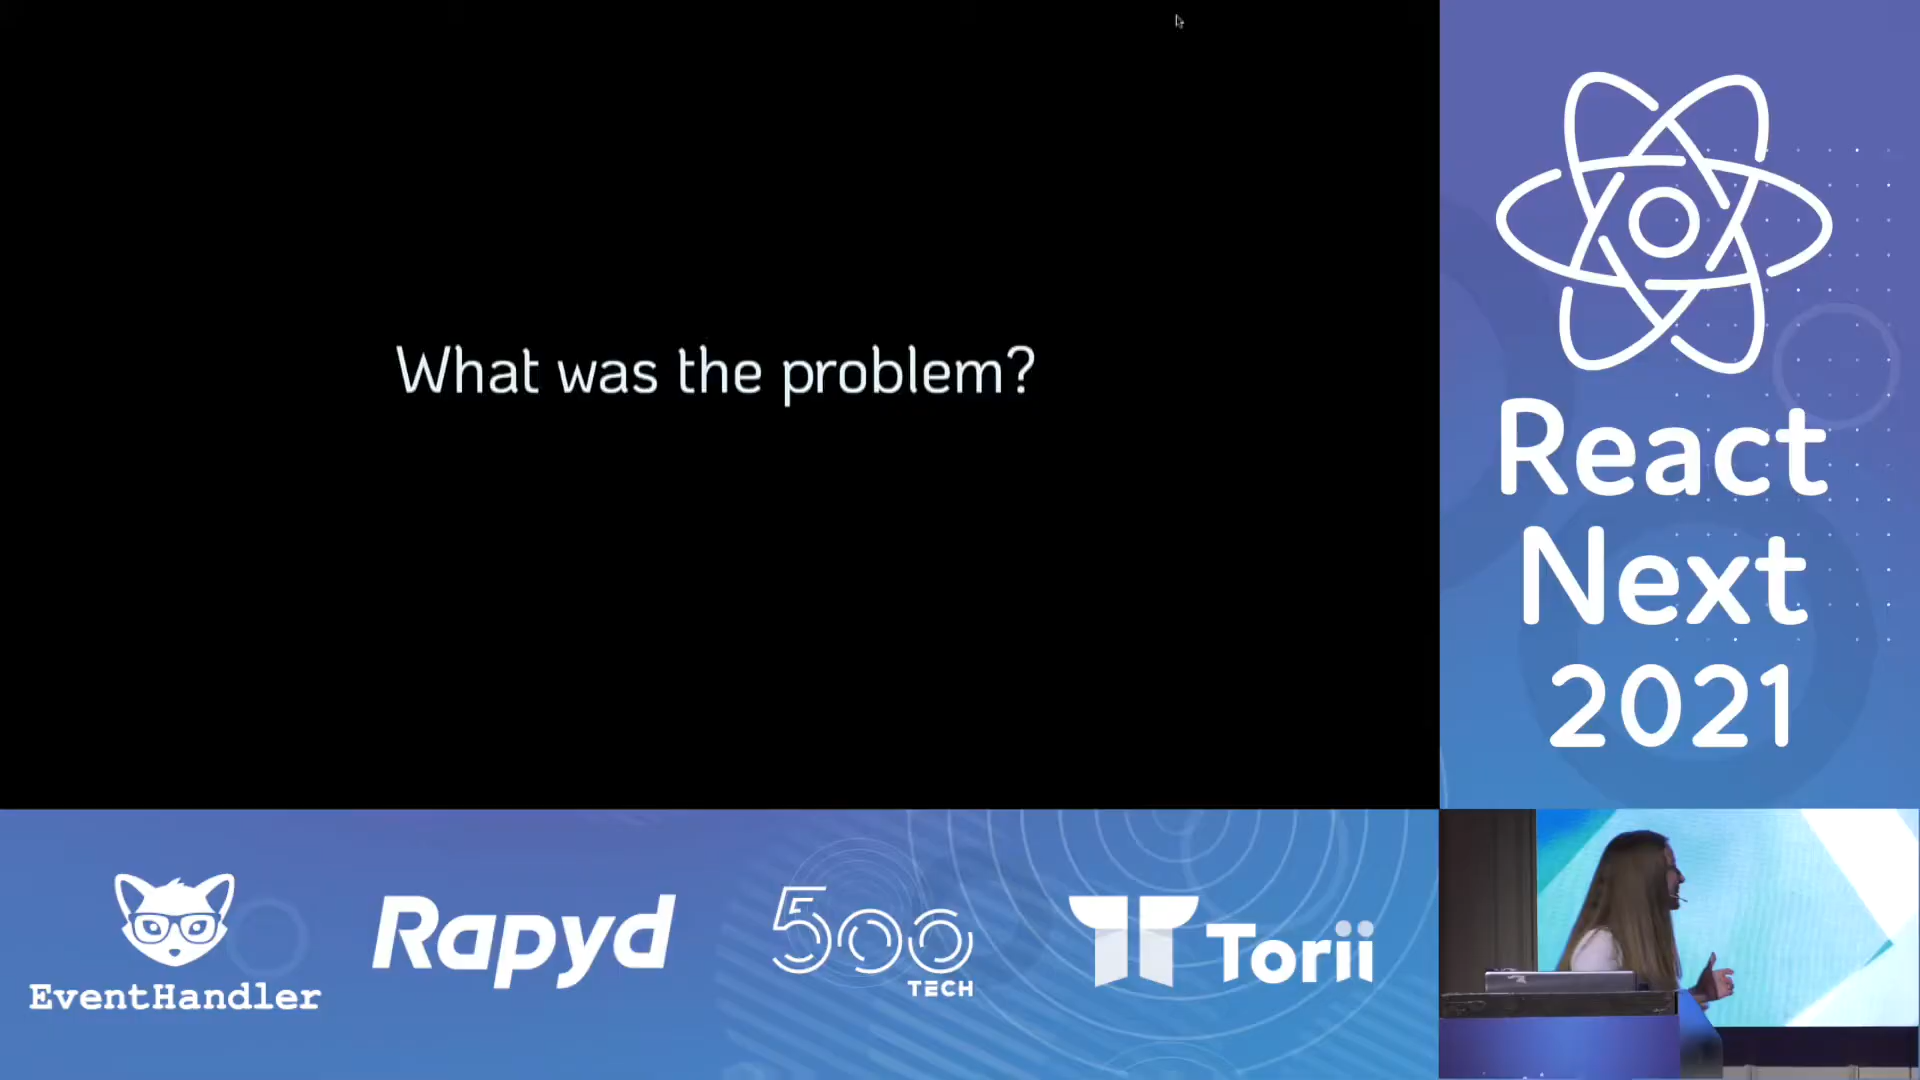 What was the problem?
React
Next
2021
EventHandler
Rapyd
500
TECH
Torii